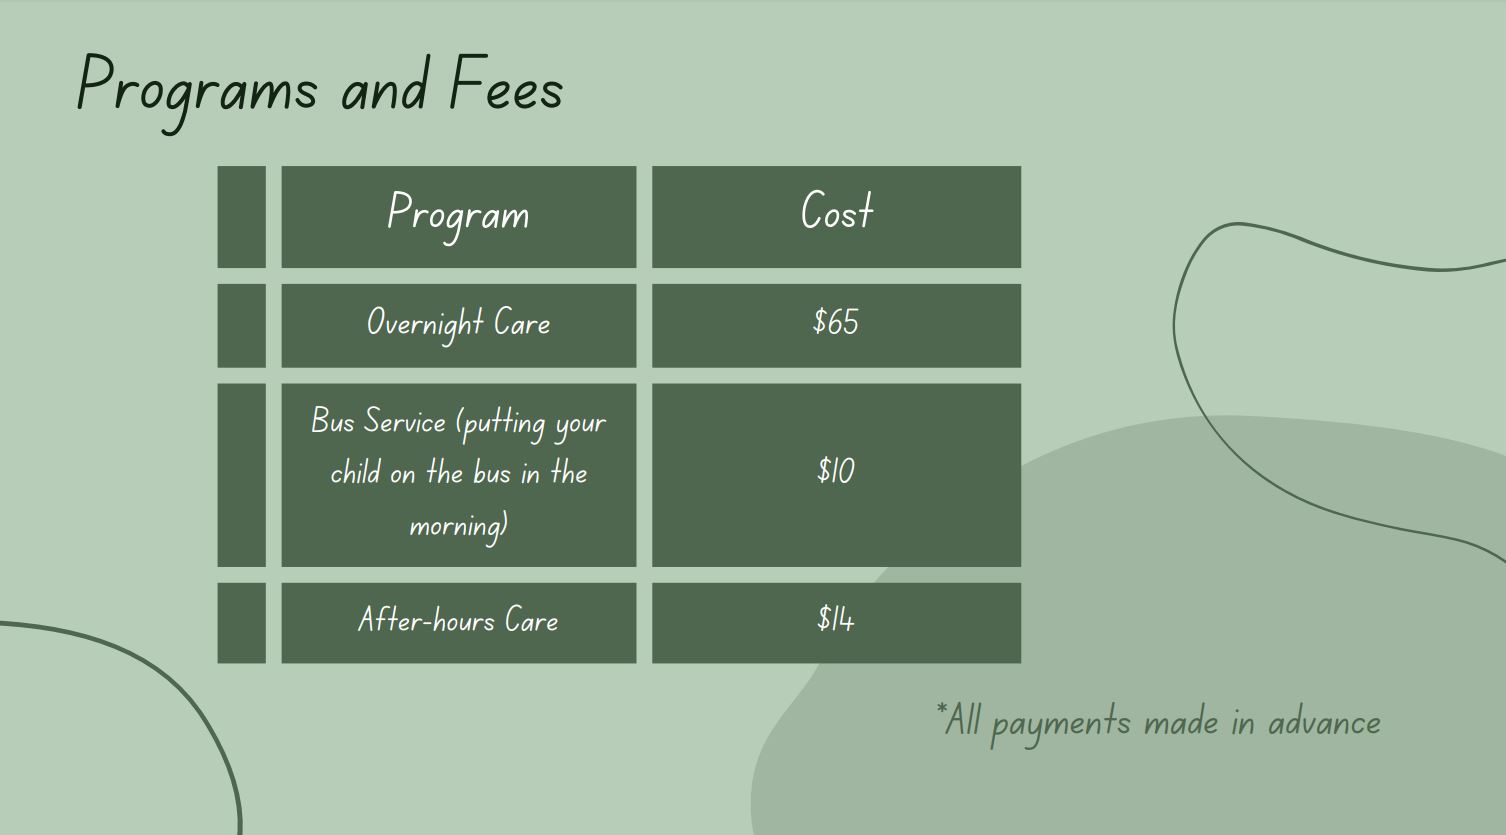 Programs and Fees
Program
Cost
Overnight Care
$65
Bus Service (putting your
child on the bus in the
morning)
$10
After-hours Care
$14
*All payments made in advance